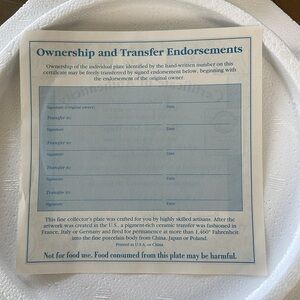 Ownership and Transfer Endorsements
Ownership of the individual plate identified by the hand-written number on this
certificate may be freely transferred by signed endorsement below, beginning with
the endorsement of the original owner.
Signature (Original owner) Date
Transfer to:
Signature Date
Transfer to:
Signature Date
Transfer to:
Signature Date
Transfer to:
Signature Date
This fine collector's plate was crafted for you by highly skilled artisans. After the
artwork was created in the U.S., a pigment-rich ceramic transfer was fashioned in
France, Italy or Germany and fired for permanence at more than 1,460° Fahrenheit
into the fine porcelain body from China, Japan or Poland.
Printed in U.S.A. or China
Not for food use. Food consumed from this plate may be harmful.